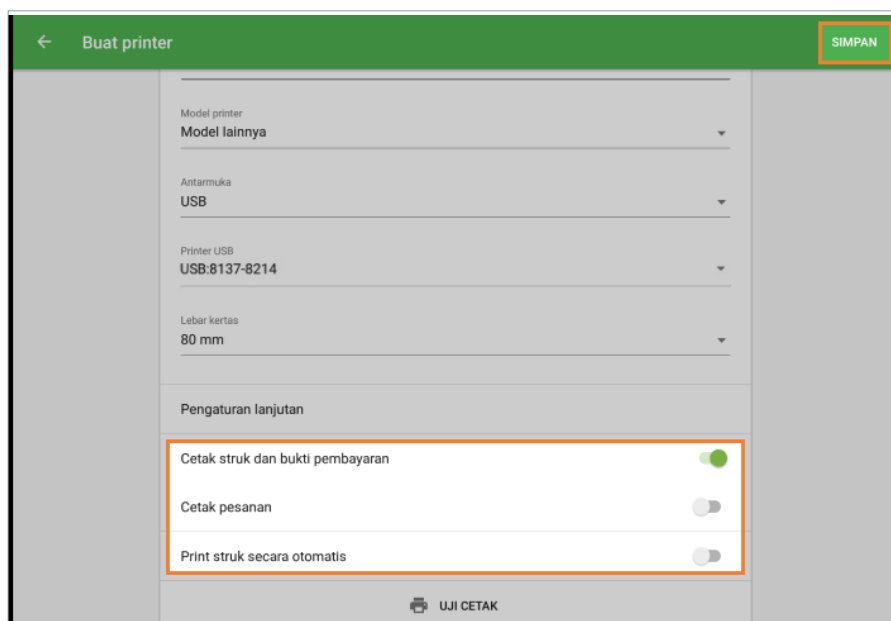 Buat printer
SIMPAN
Model printer
Model lainnya
Antarmuka
USB
Printer USB
USB:8137-8214
Lebar kertas
80 mm
Pengaturan lanjutan
Cetak struk dan bukti pembayaran
Cetak pesanan
Print struk secara otomatis
UJI CETAK